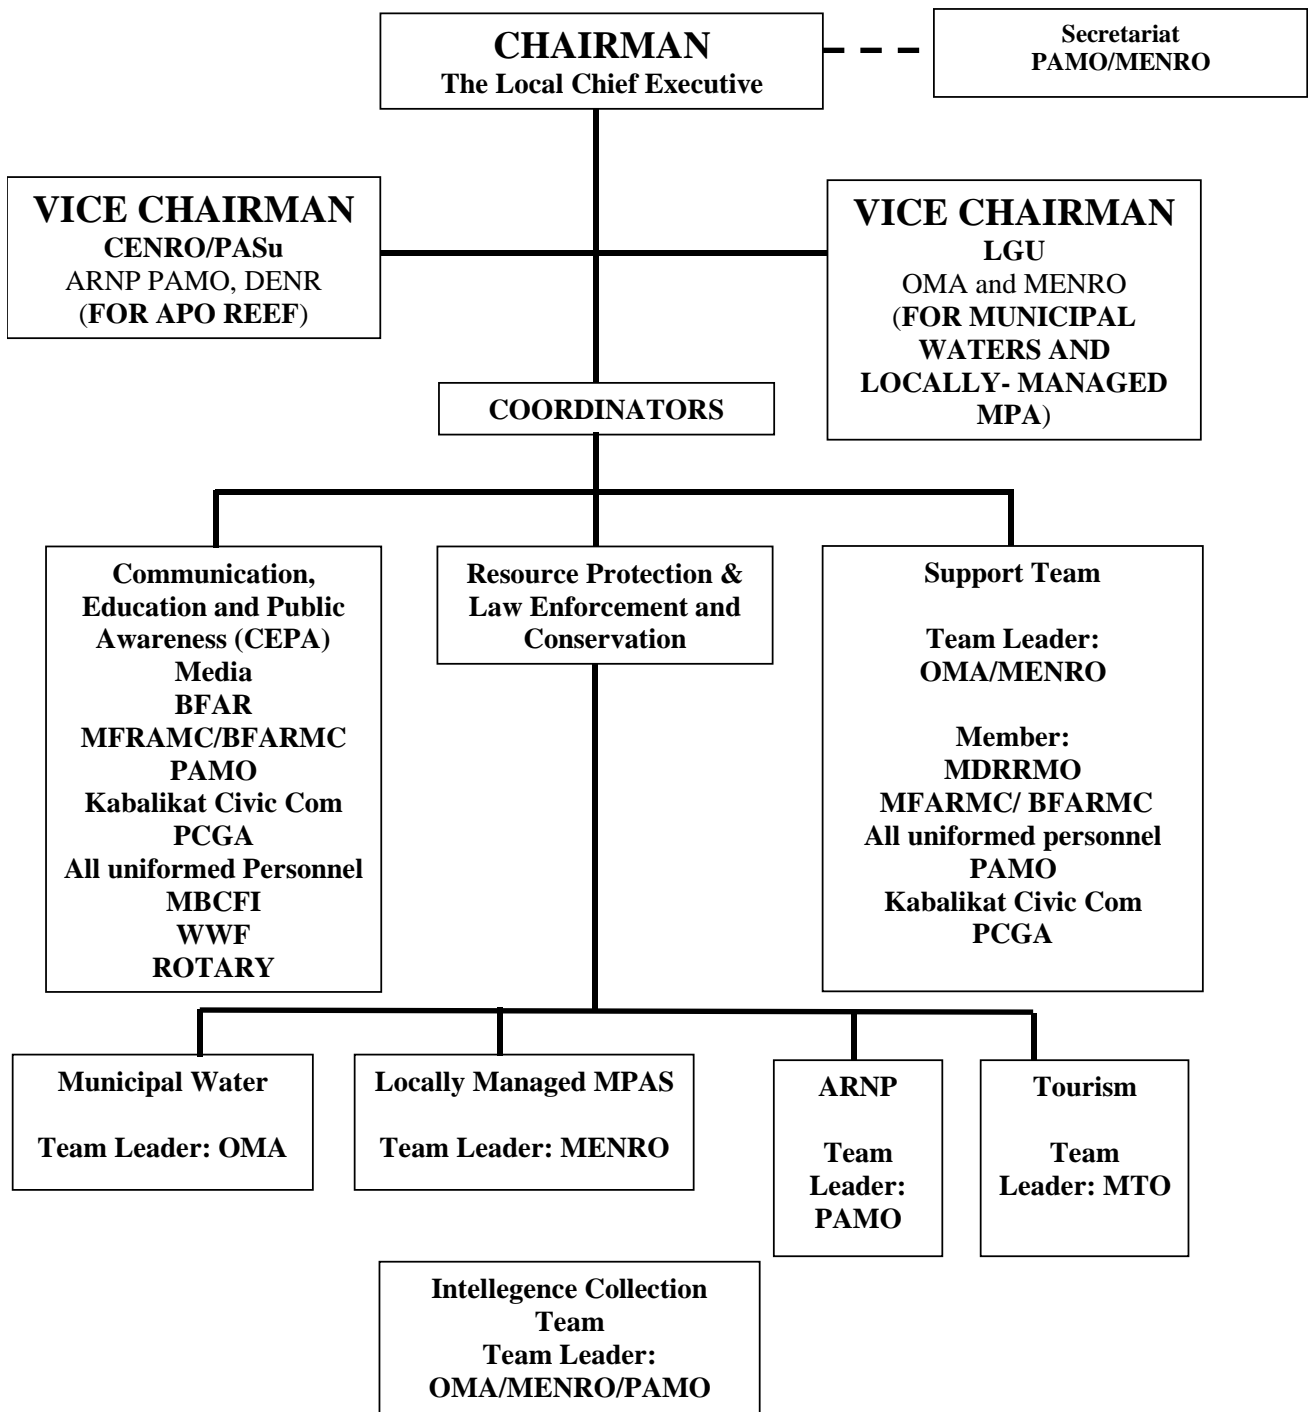 CHAIRMAN
The Local Chief Executive
Secretariat
PAMO/MENRO
VICE CHAIRMAN
CENRO/PASu
ARNP PAMO, DENR
(FOR APO REEF)
VICE CHAIRMAN
LGU
OMA and MENRO
(FOR MUNICIPAL
WATERS AND
LOCALLY- MANAGED
MPA)
COORDINATORS
Communication,
Education and Public
Awareness (CEPA)
Media
BFAR
MFRAMC/BFARMC
PAMO
Kabalikat Civic Com
PCGA
All uniformed Personnel
MBCFI
WWF
ROTARY
Resource Protection &
Law Enforcement and
Conservation
Support Team
Team Leader:
OMA/MENRO
Member:
MDRRMO
MFARMC/ BFARMC
All uniformed personnel
PAMO
Kabalikat Civic Com
PCGA
Municipal Water
Team Leader: OMA
Locally Managed MPAS
Team Leader: MENRO
ARNP
Team
Leader:
PAMO
Tourism
Team
Leader: MTO
Intellegence Collection
Team
Team Leader:
OMA/MENRO/PAMO